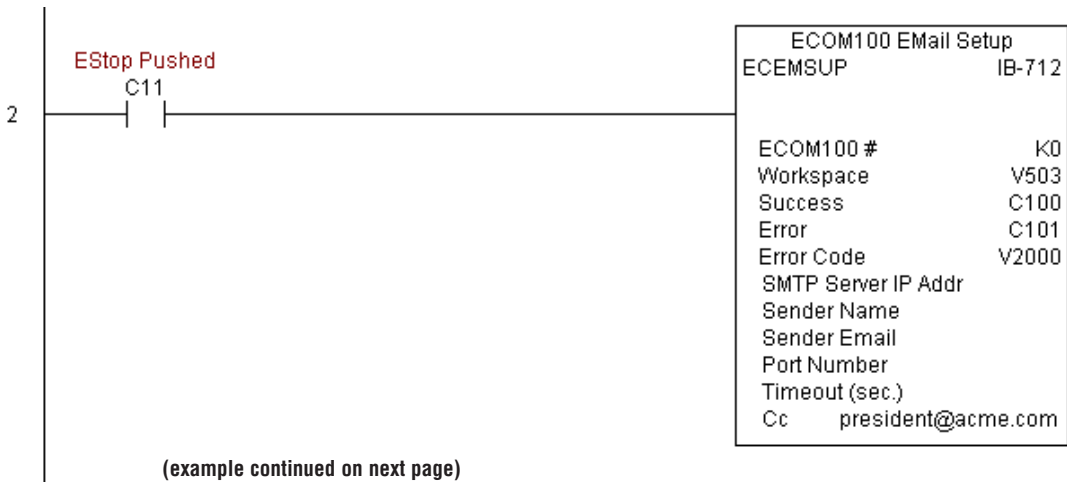 EStop Pushed
C11
2
ECOM100 EMail Setup
ECEMSUP IB-712
ECOM100 # K0
Workspace V503
Success C100
Error C101
Error Code V2000
SMTP Server IP Addr
Sender Name
Sender Email
Port Number
Timeout (sec.)
Cc president@acme.com
(example continued on next page)